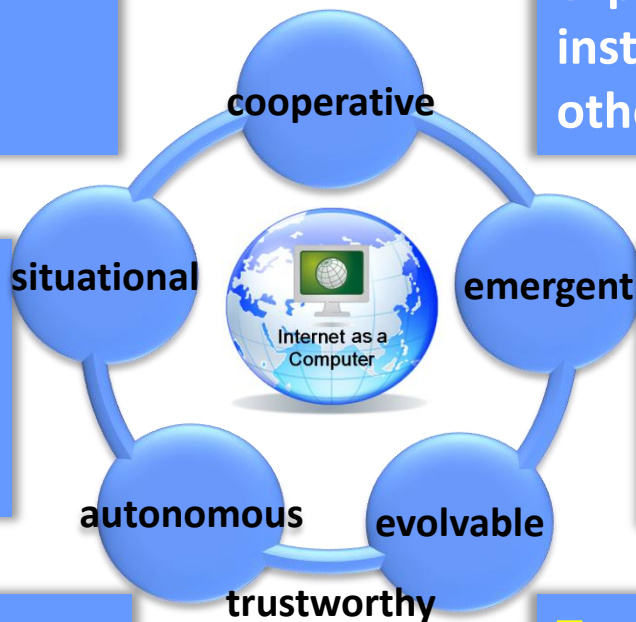 inst
othe
cooperative
situational
emergent
Internet as a
Computer
autonomous
evolvable
trustworthy